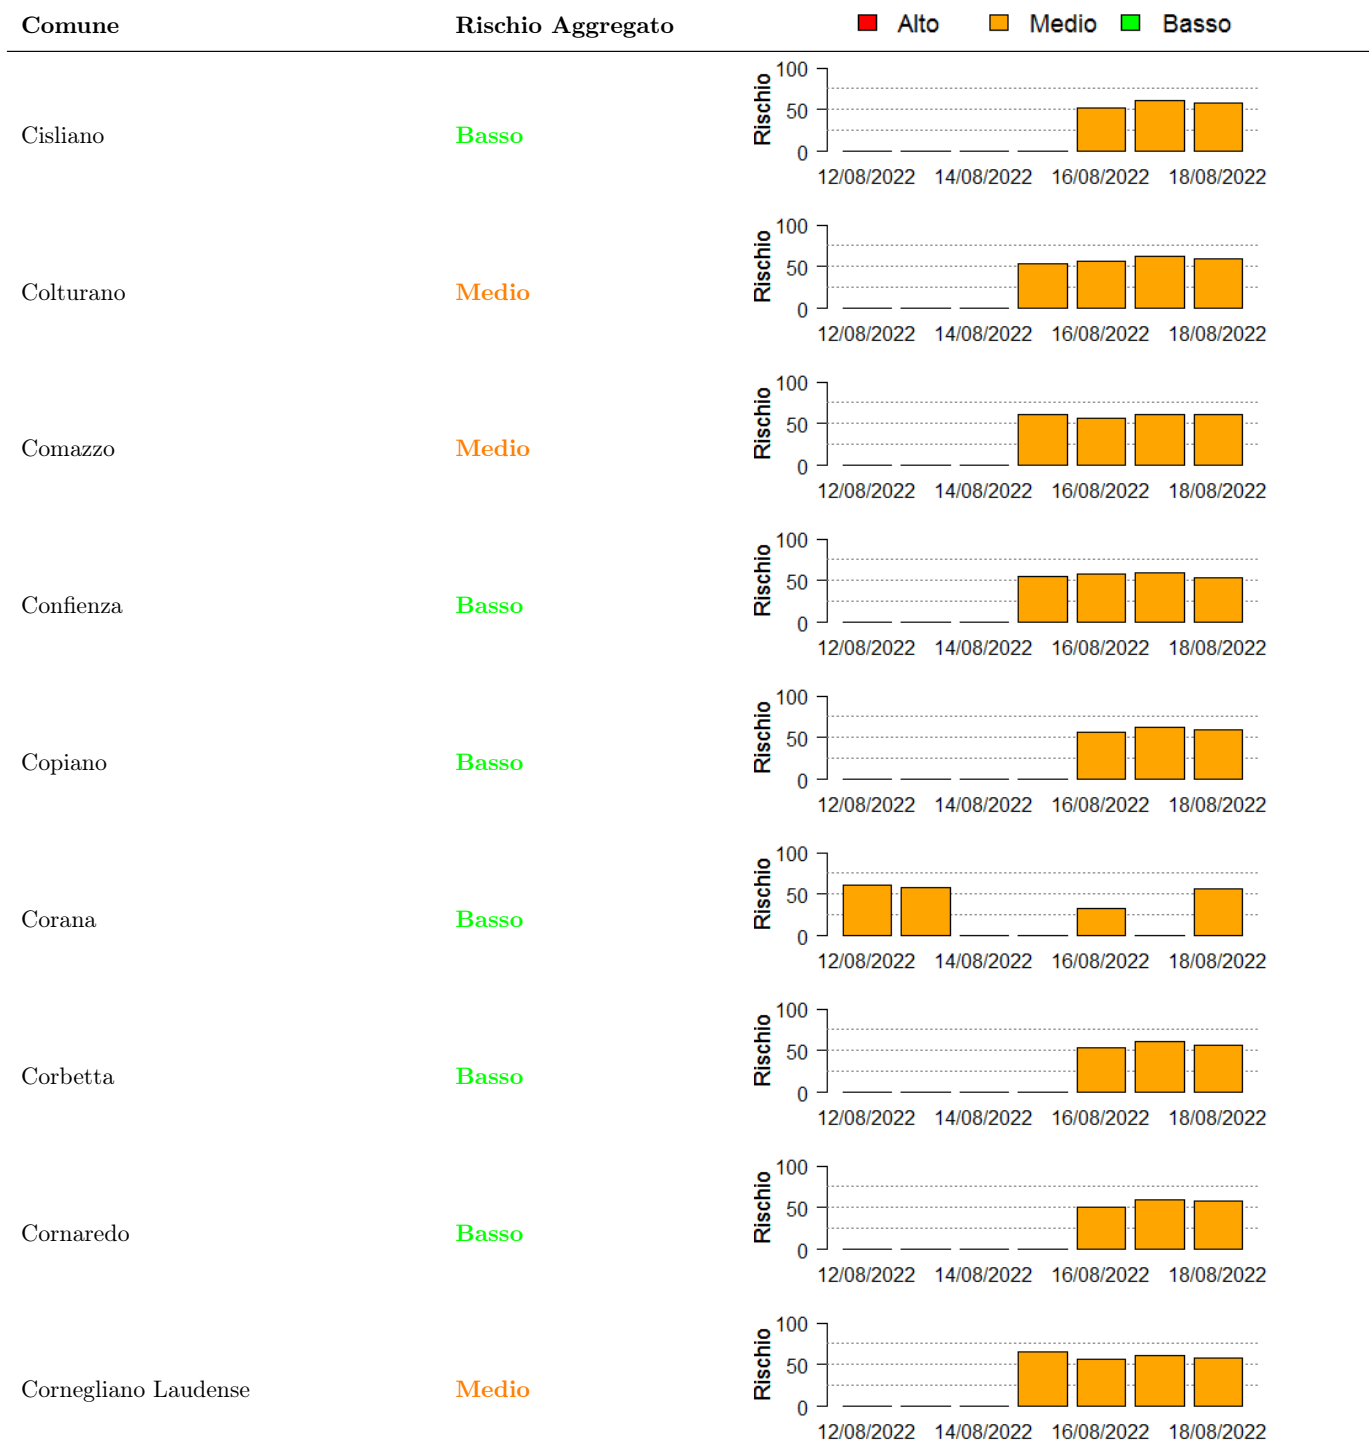 Comune Rischio Aggregato Alto Medio Basso
Cisliano Basso Rischio 100 50 0
12/08/2022 14/08/2022 16/08/2022 18/08/2022
Colturano Medio Rischio 100 50 0
12/08/2022 14/08/2022 16/08/2022 18/08/2022
Comazzo Medio Rischio 100 50 0
12/08/2022 14/08/2022 16/08/2022 18/08/2022
Confienza Basso Rischio 100 50 0
12/08/2022 14/08/2022 16/08/2022 18/08/2022
Copiano Basso Rischio 100 50 0
12/08/2022 14/08/2022 16/08/2022 18/08/2022
Corana Basso Rischio 100 50 0
12/08/2022 14/08/2022 16/08/2022 18/08/2022
Corbetta Basso Rischio 100 50 0
12/08/2022 14/08/2022 16/08/2022 18/08/2022
Cornaredo Basso Rischio 100 50 0
12/08/2022 14/08/2022 16/08/2022 18/08/2022
Cornegliano Laudense Medio Rischio 100 50 0
12/08/2022 14/08/2022 16/08/2022 18/08/2022